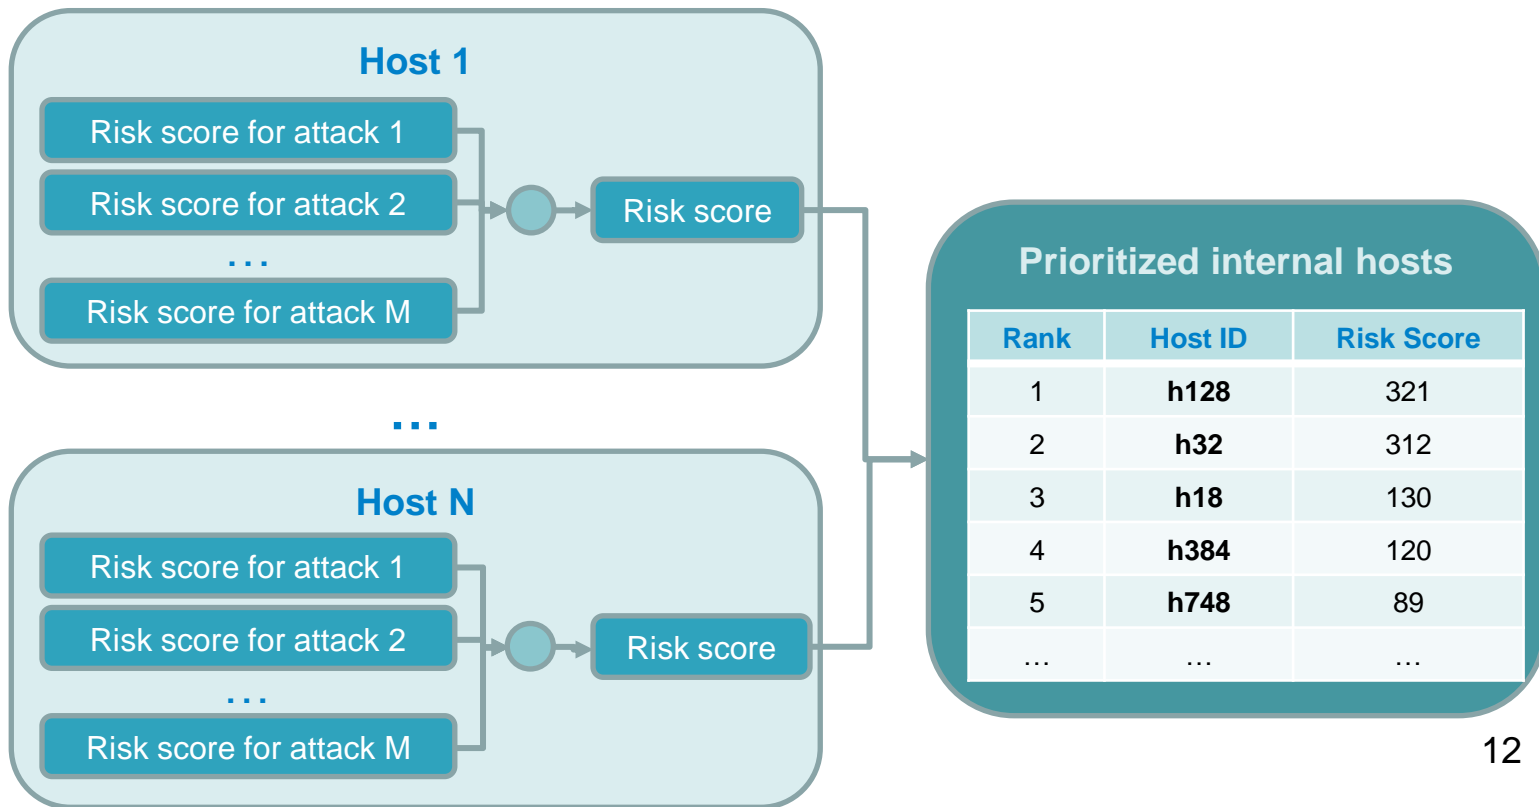 Host 1
Risk score for attack 1
Risk score for attack 2
...
Risk score for attack M
Risk score
...
Host N
Risk score for attack 1
Risk score for attack 2
...
Risk score for attack M
Risk score
Prioritized internal hosts
Rank Host ID Risk Score
1 h128 321
2 h32 312
3 h18 130
4 h384 120
5 h748 89
... ... ...
12